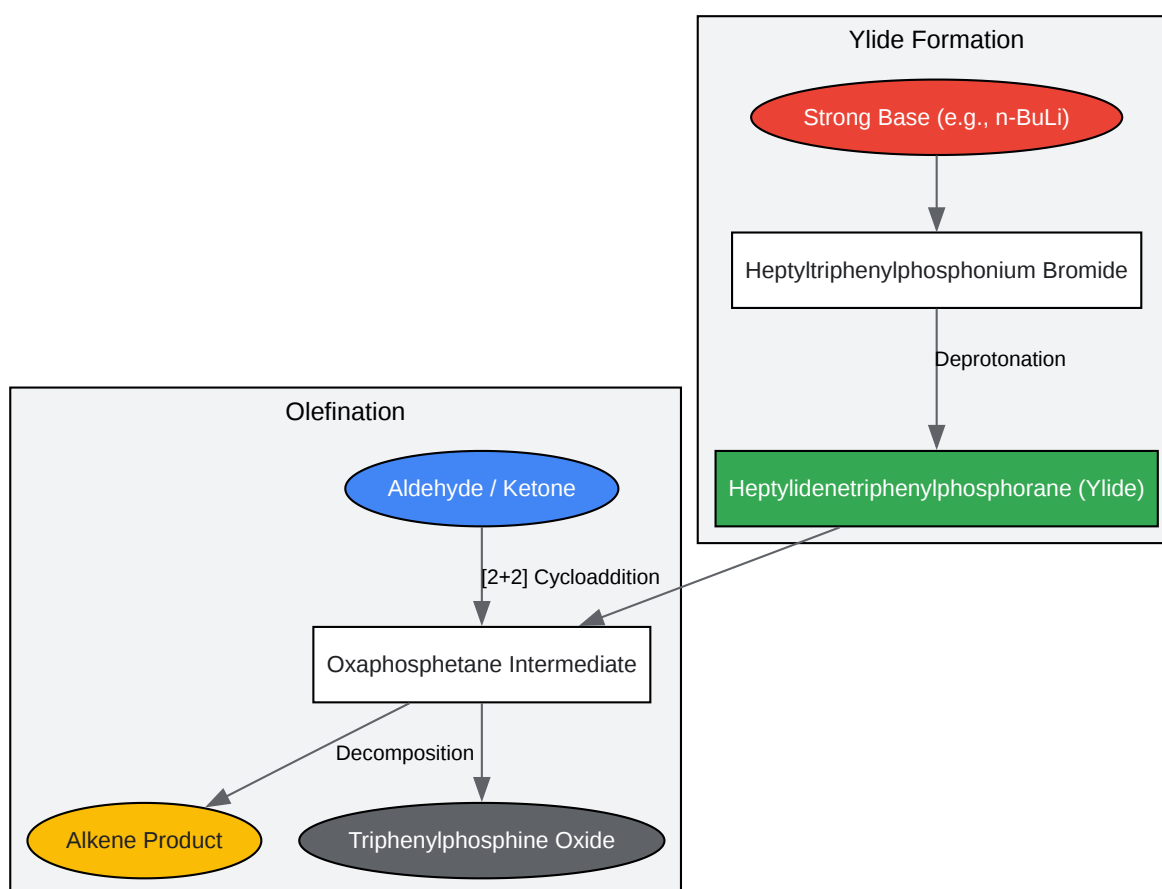 Ylide Formation
Strong Base (e.g., n-BuLi)
Heptyltriphenylphosphonium Bromide
Deprotonation
Heptylidenetriphenylphosphorane (Ylide)
Olefination
Aldehyde / Ketone
[2+2] Cycloaddition
Oxaphosphetane Intermediate
Decomposition
Alkene Product
Triphenylphosphine Oxide